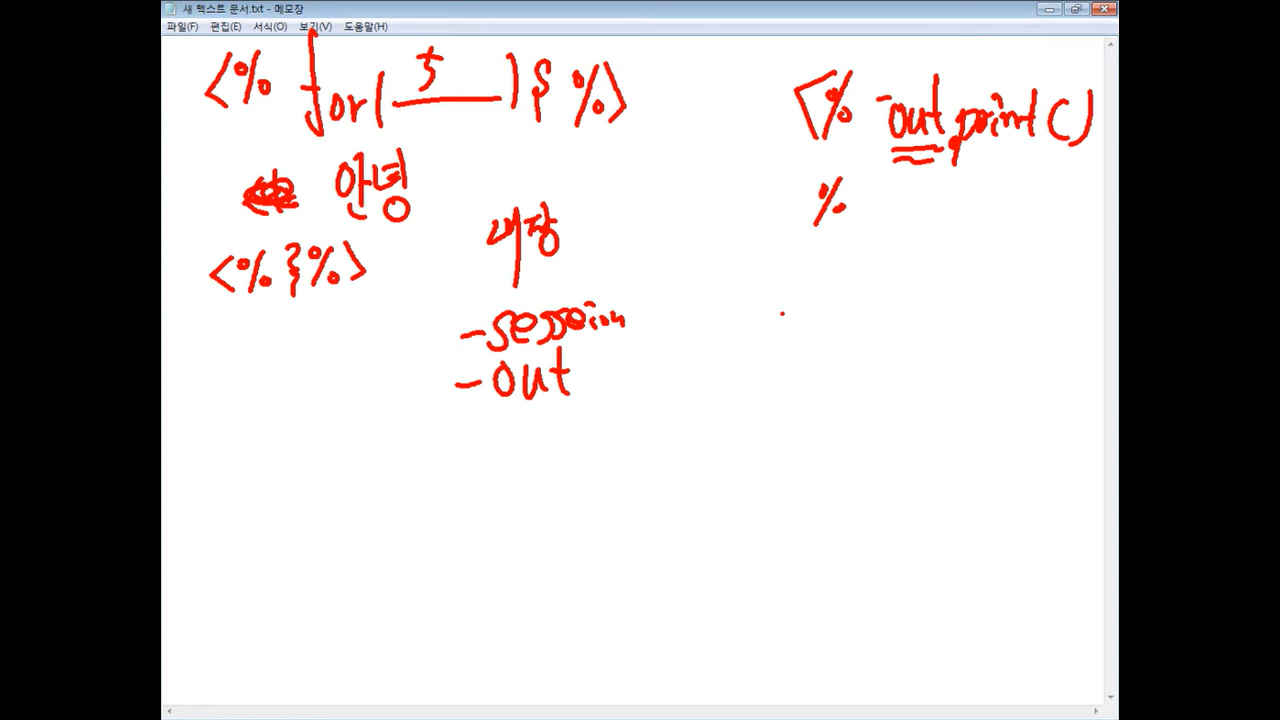 새 텍스트 문서.txt - 메모장
파일(F) 편집(E) 서식(O) 보기(V) 도움말(H)
<% for( 5 ) { %>
안녕
<% } %>
내장
- session
- out
<% out.print()
%